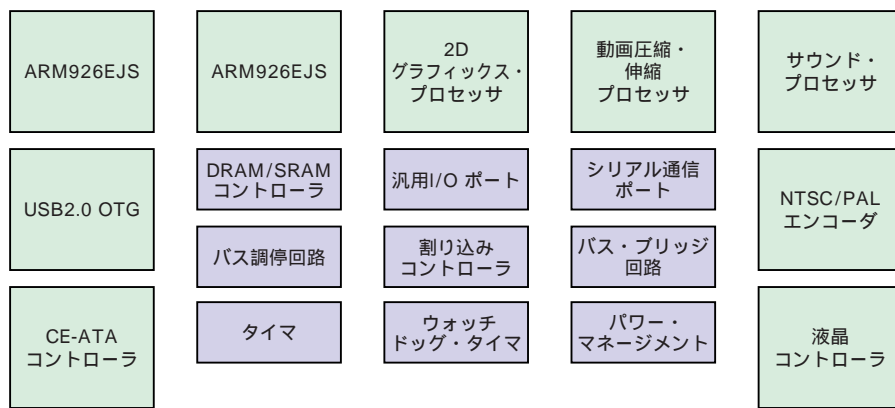 ARM926EJS
ARM926EJS
2D
グラフィックス・
プロセッサ
動画圧縮・
伸縮
プロセッサ
サウンド・
プロセッサ
USB2.0 OTG
DRAM/SRAM
コントローラ
汎用I/O ポート
シリアル通信
ポート
NTSC/PAL
エンコーダ
バス調停回路
割り込み
コントローラ
バス・ブリッジ
回路
CE-ATA
コントローラ
タイマ
ウォッチ
ドッグ・タイマ
パワー・
マネージメント
液晶
コントローラ